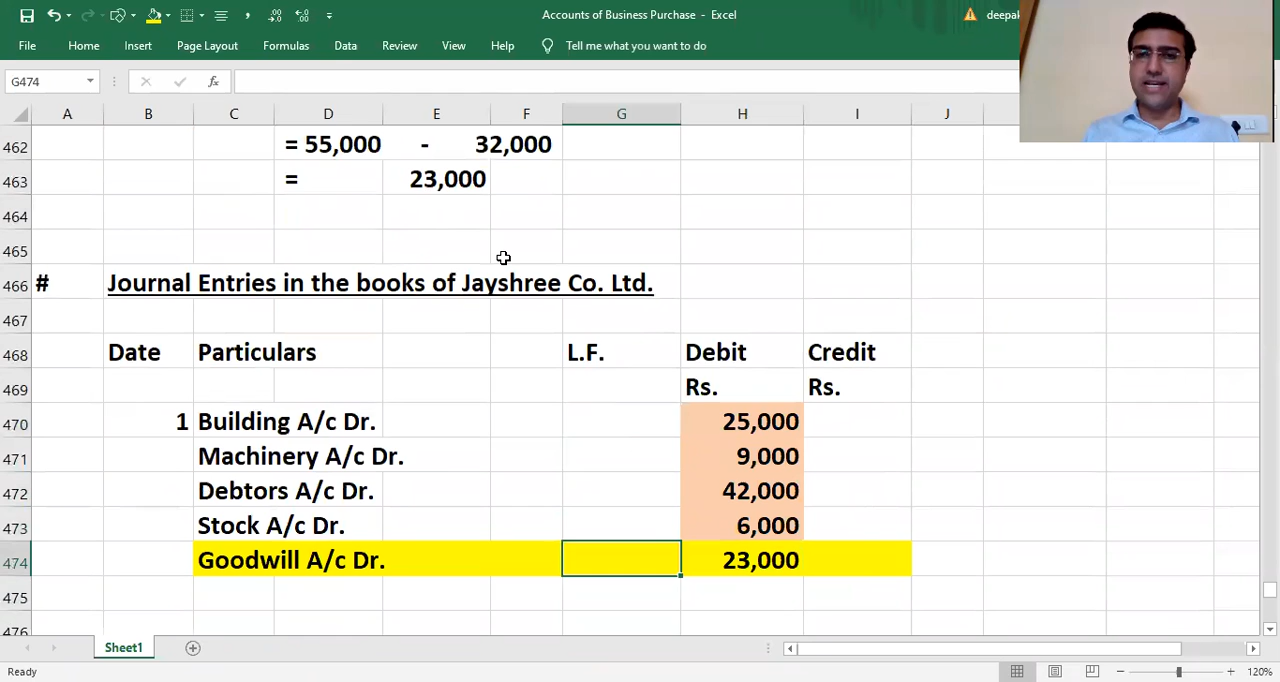 Accounts of Business Purchase - Excel
deepak
File Home Insert Page Layout Formulas Data Review View Help Tell me what you want to do
G474
fx
A B C D E F G H I J
462 = 55,000 - 32,000
463 = 23,000
464
465
466 # Journal Entries in the books of Jayshree Co. Ltd.
467
468 Date Particulars L.F. Debit Credit
469 Rs. Rs.
470 1 Building A/c Dr. 25,000
471 Machinery A/c Dr. 9,000
472 Debtors A/c Dr. 42,000
473 Stock A/c Dr. 6,000
474 Goodwill A/c Dr. 23,000
475
476
Sheet1
Ready 120%